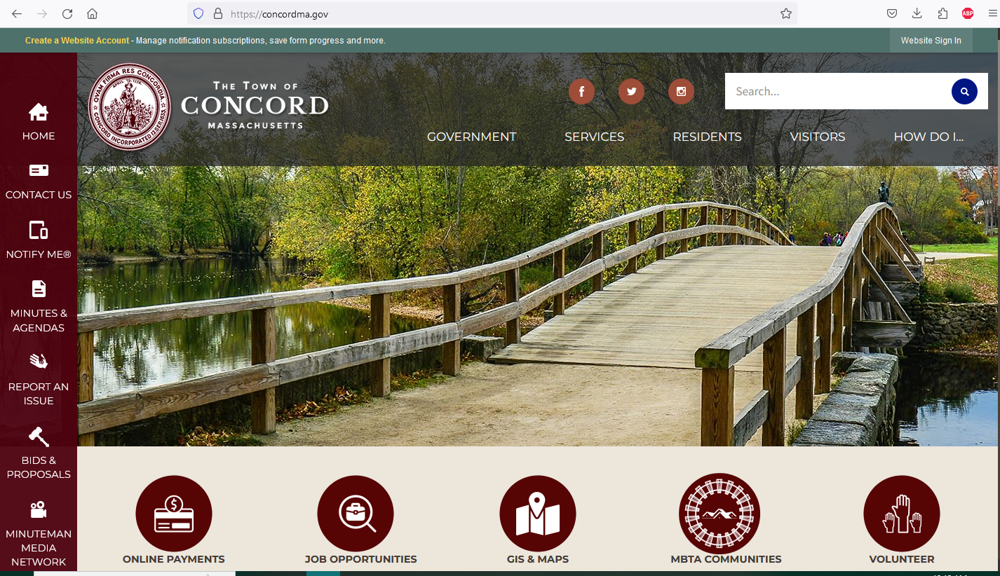 https://concordma.gov
ABP
Create a Website Account - Manage notification subscriptions, save form progress and more.
Website Sign In
QVAM FIRMA RES CONCORDIA
CONCORD INCORPORATED
THE TOWN OF
CONCORD
MASSACHUSETTS
Search...
GOVERNMENT
SERVICES
RESIDENTS
VISITORS
HOW DO I...
HOME
CONTACT US
NOTIFY ME®
MINUTES &
AGENDAS
REPORT AN
ISSUE
BIDS &
PROPOSALS
MINUTEMAN
MEDIA
NETWORK
ONLINE PAYMENTS
JOB OPPORTUNITIES
GIS & MAPS
MBTA COMMUNITIES
VOLUNTEER